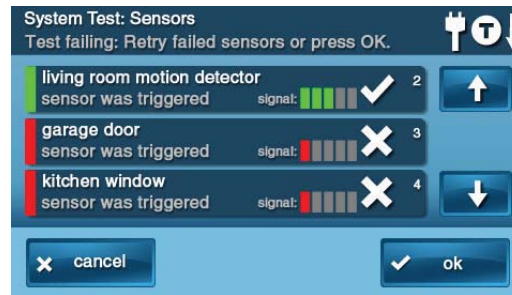 System Test: Sensors
Test failing: Retry failed sensors or press OK.
T
living room motion detector
sensor was triggered signal: 2
garage door
sensor was triggered signal: 3
kitchen window
sensor was triggered signal: 4
cancel
ok